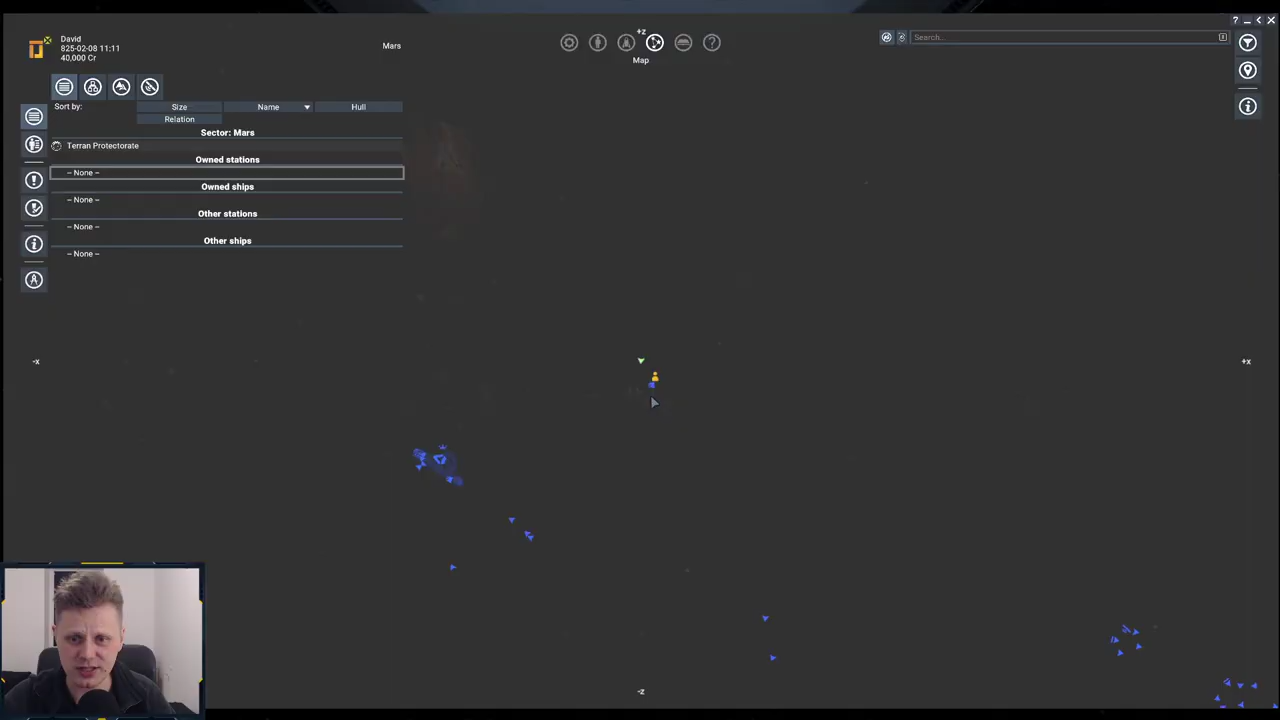 David
825-02-08 11:11
40,000 Cr
Mars
+z
Map
Search...
Sort by:
Size
Name
Hull
Relation
Sector: Mars
Terran Protectorate
Owned stations
– None –
Owned ships
– None –
Other stations
– None –
Other ships
– None –
-x
+x
-z